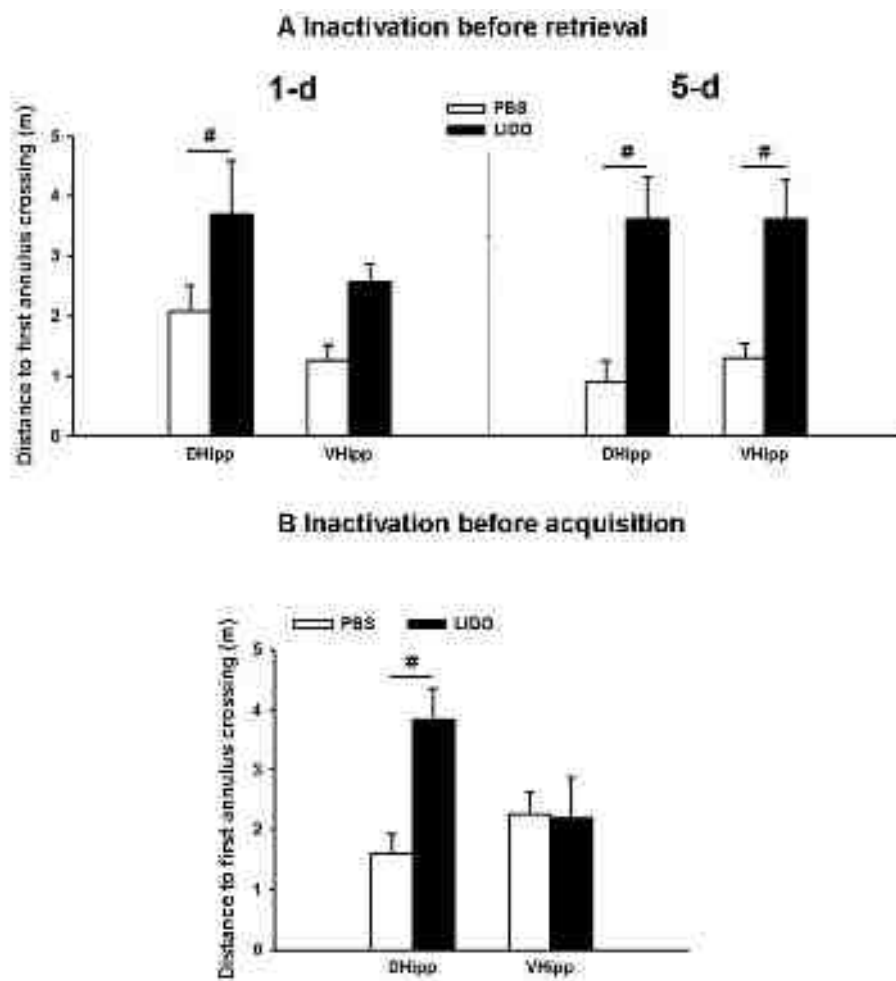 A Inactivation before retrieval
1-d
PBS
LIDO
5-d
Distance to first annulus crossing (m)
5
4
3
2
1
0
#
#
#
DHipp
VHipp
DHipp
VHipp
B Inactivation before acquisition
PBS
LIDO
Distance to first annulus crossing (m)
5
4
3
2
1
0
#
DHipp
VHipp